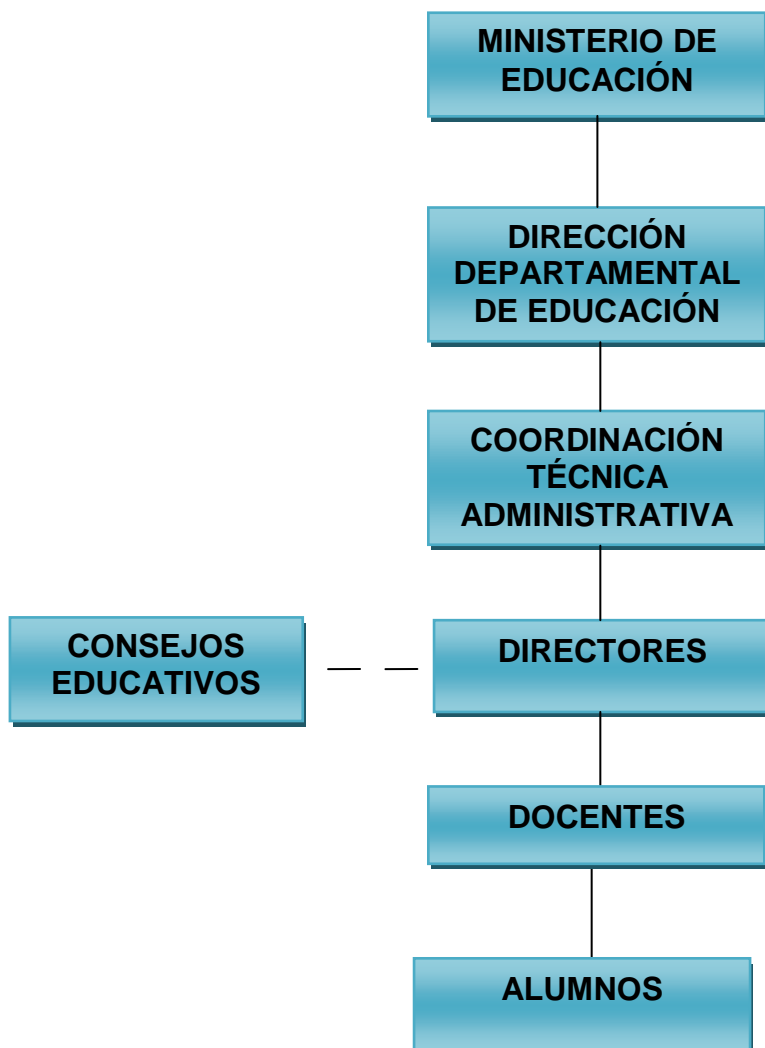 MINISTERIO DE
EDUCACIÓN
DIRECCIÓN
DEPARTAMENTAL
DE EDUCACIÓN
COORDINACIÓN
TÉCNICA
ADMINISTRATIVA
CONSEJOS
EDUCATIVOS
DIRECTORES
DOCENTES
ALUMNOS